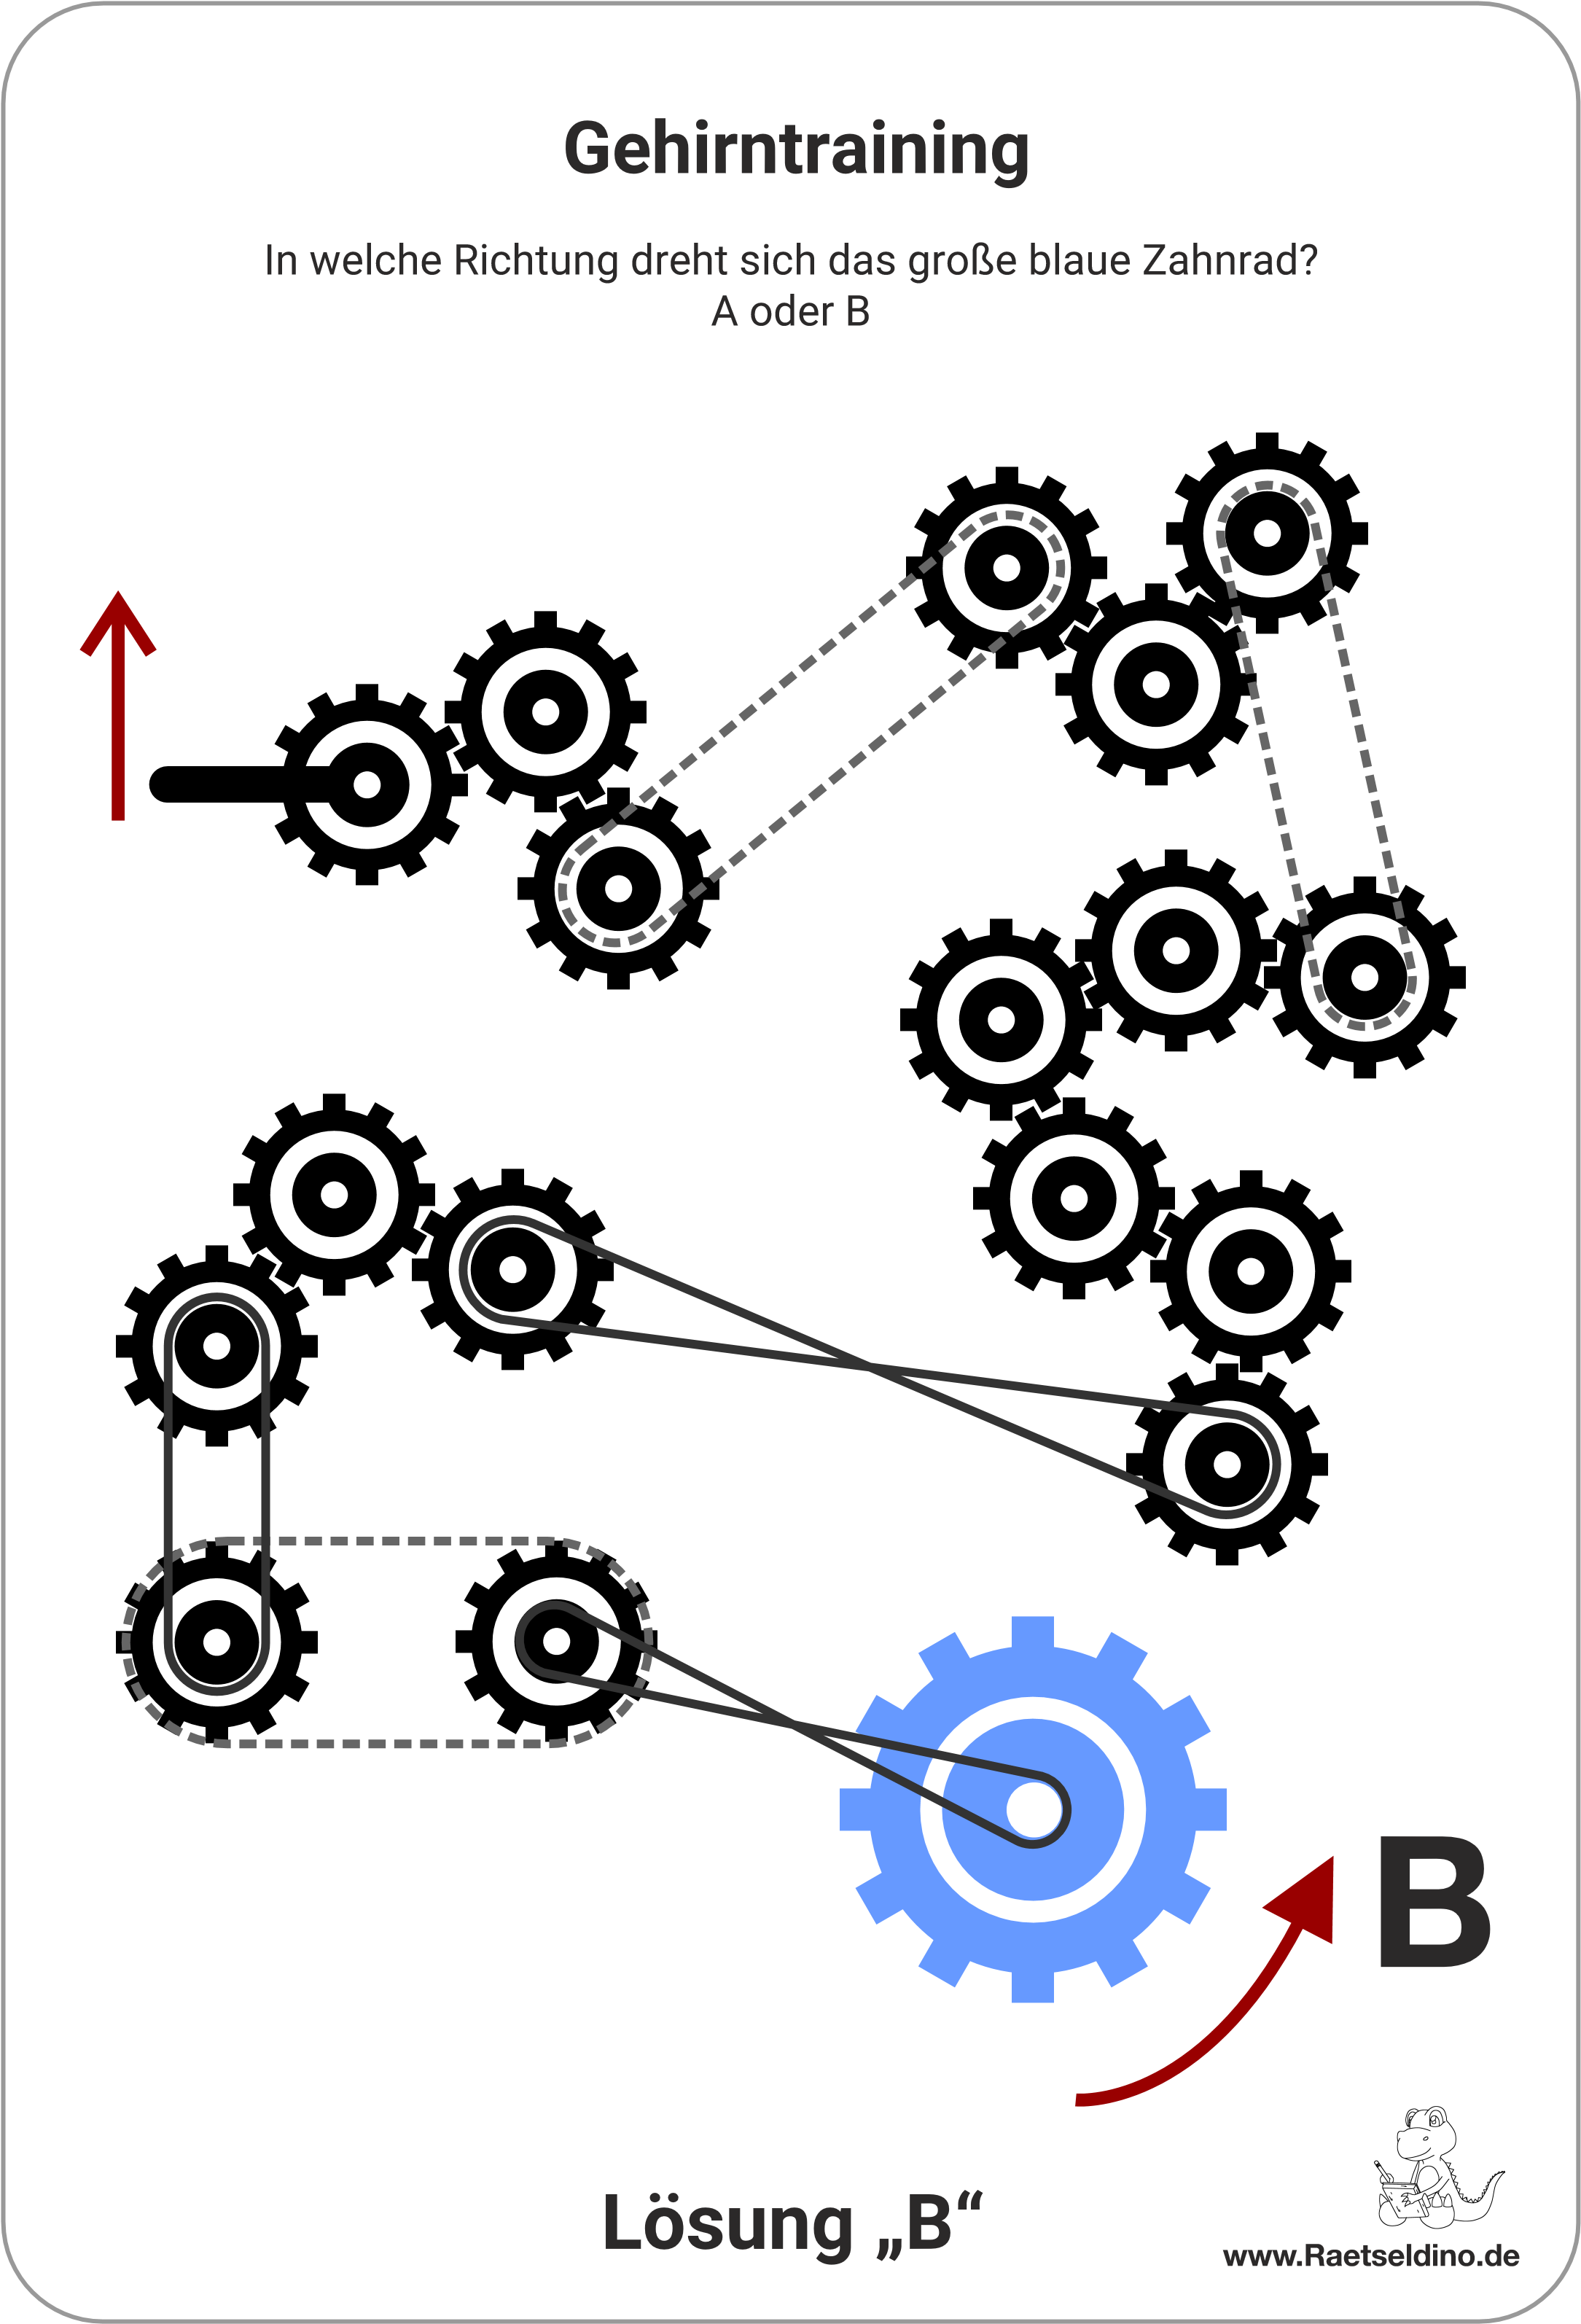 Gehirntraining
In welche Richtung dreht sich das große blaue Zahnrad?
A oder B
B
Lösung „B“
www.Raetseldino.de